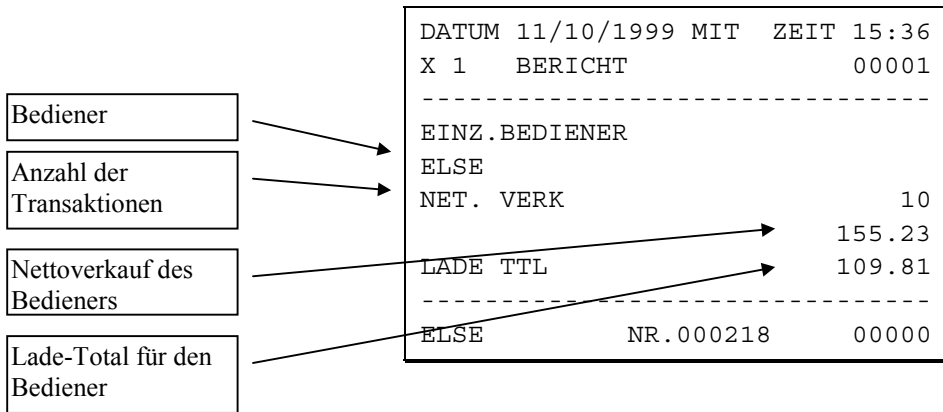 DATUM 11/10/1999 MIT ZEIT 15:36
X 1 BERICHT 00001
--------------------------------
EINZ.BEDIENER
ELSE
NET. VERK 10
155.23
LADE TTL 109.81
--------------------------------
ELSE NR.000218 00000
Bediener
Anzahl der
Transaktionen
Nettoverkauf des
Bedieners
Lade-Total für den
Bediener